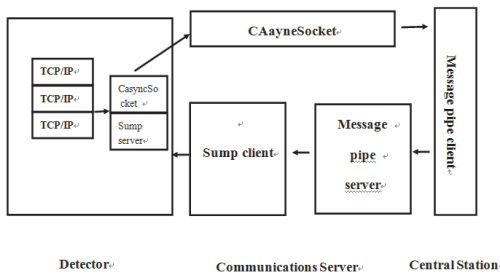 CAayneSocket
TCP/IP
TCP/IP
TCP/IP
CasyncSo
cket
Sump
server
Sump client
Message
pipe
server
Message pipe client
Detector
Communications Server
Central Station